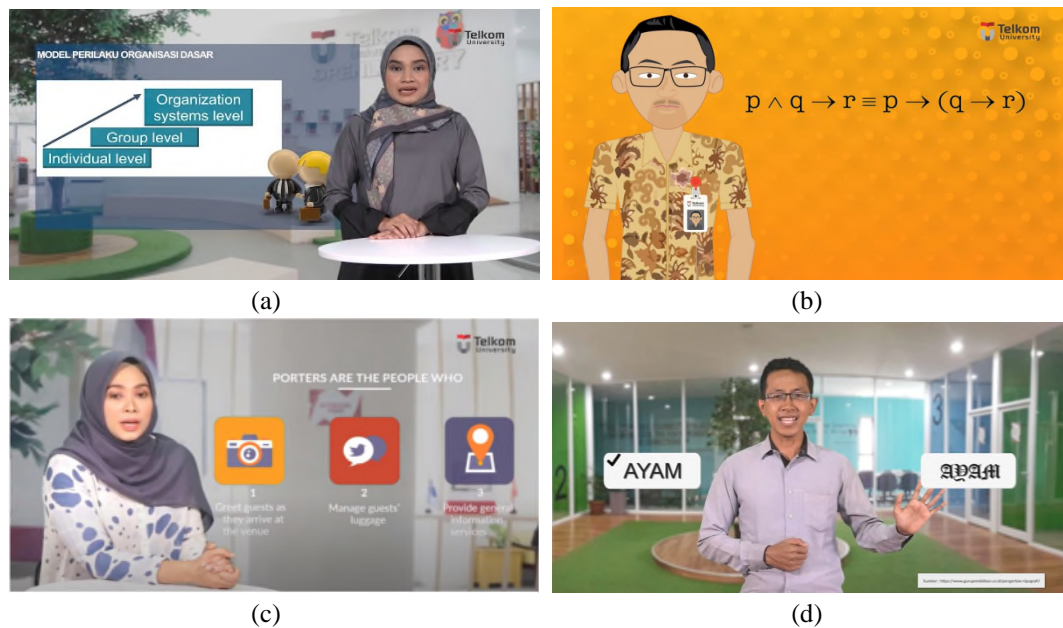 MODEL PERILAKU ORGANISASI DASAR
Telkom
University
Organization
systems level
Group level
Individual level
(a)
Telkom
University
p ∧ q → r ≡ p → (q → r)
(b)
Telkom
University
PORTERS ARE THE PEOPLE WHO
1
Greet guests as
they arrive at
the venue
2
Manage guests'
luggage
3
Provide general
information
services
(c)
2
3
AYAM
AYAM
(d)